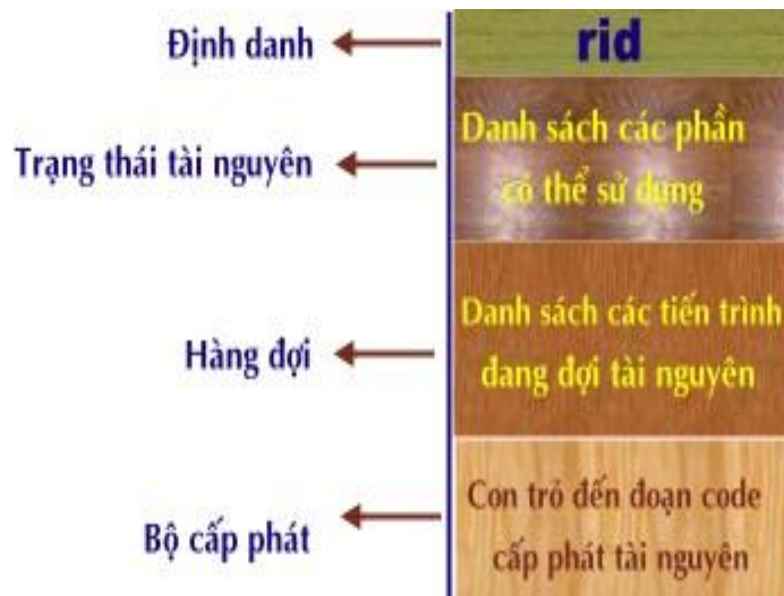 Định danh
rid
Trạng thái tài nguyên
Danh sách các phần
có thể sử dụng
Hàng đợi
Danh sách các tiến trình
đang đợi tài nguyên
Bộ cấp phát
Con trỏ đến đoạn code
cấp phát tài nguyên